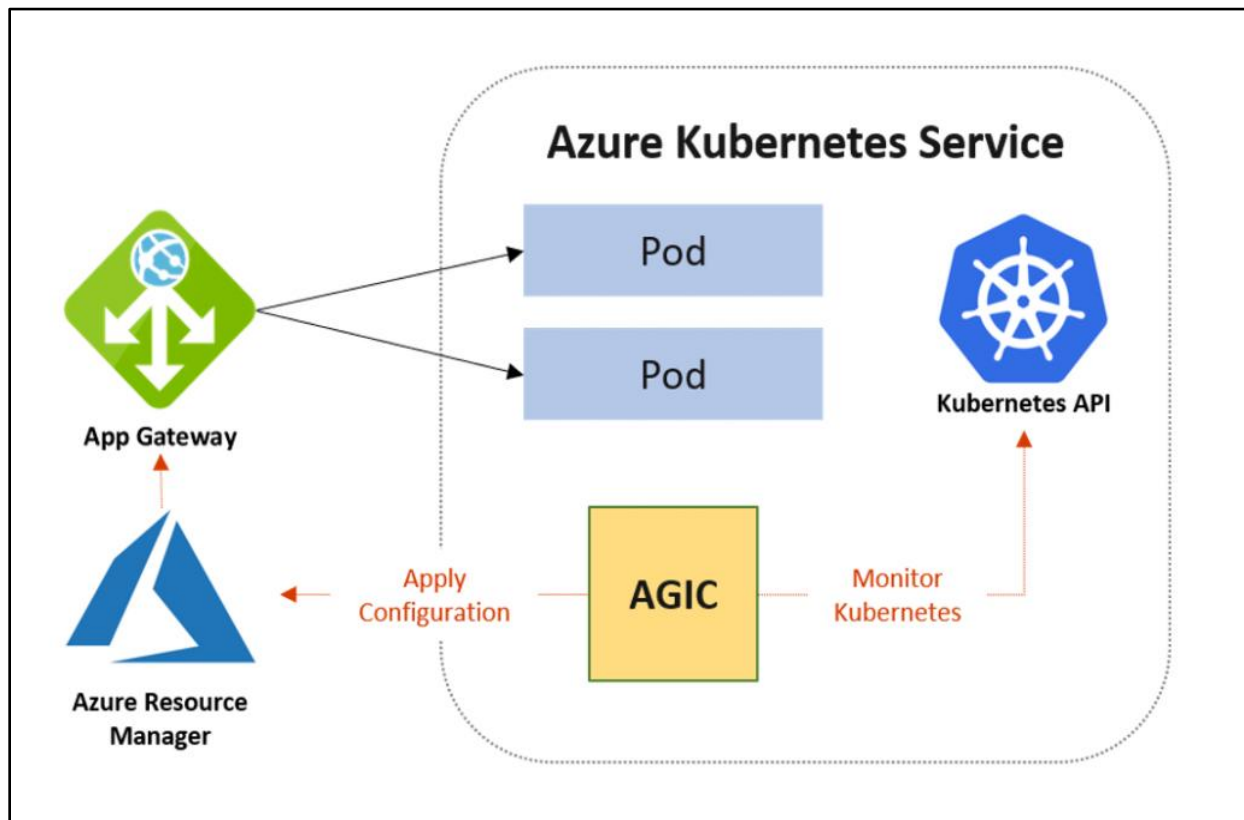 Azure Kubernetes Service
Pod
Pod
App Gateway
Kubernetes API
Apply
Configuration
AGIC
Monitor
Kubernetes
Azure Resource
Manager